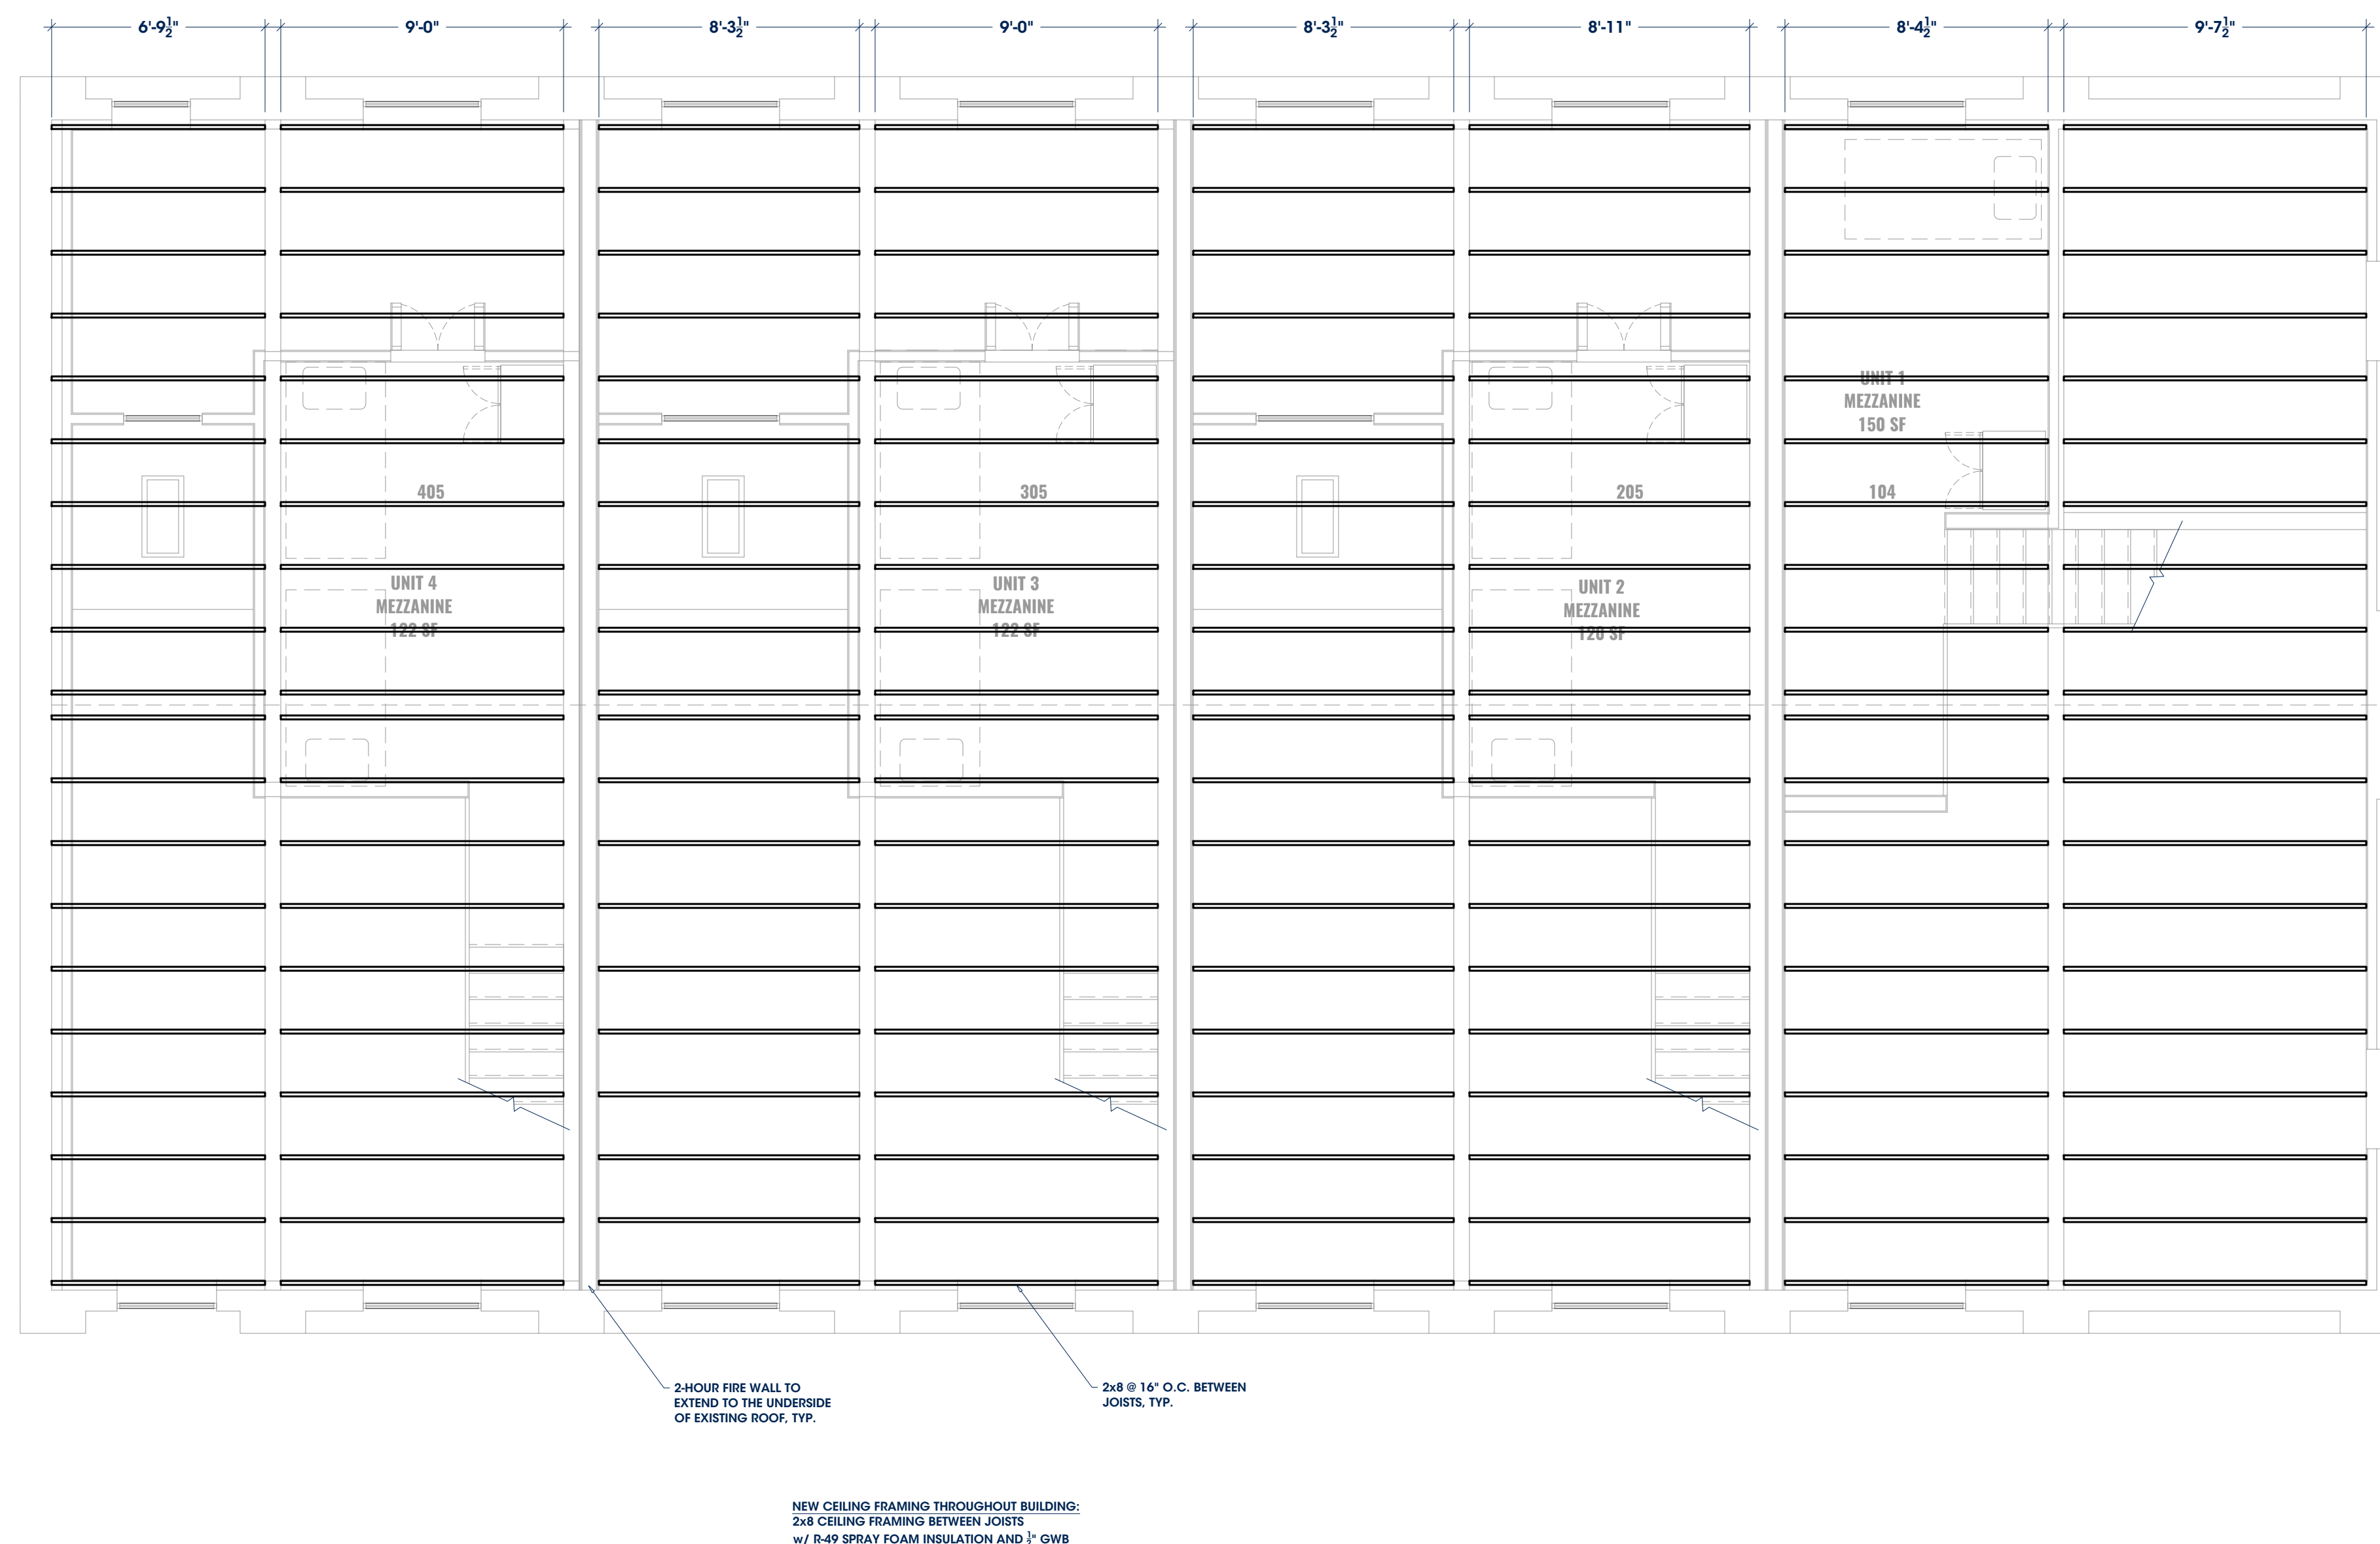 6'-9½" 9'-0" 8'-3½" 9'-0" 8'-3½" 8'-11" 8'-4½" 9'-7½"
UNIT 1
MEZZANINE
150 SF
405 305 205 104
UNIT 4
MEZZANINE
122 SF
UNIT 3
MEZZANINE
122 SF
UNIT 2
MEZZANINE
120 SF
2-HOUR FIRE WALL TO
EXTEND TO THE UNDERSIDE
OF EXISTING ROOF, TYP.
2x8 @ 16" O.C. BETWEEN
JOISTS, TYP.
NEW CEILING FRAMING THROUGHOUT BUILDING:
2x8 CEILING FRAMING BETWEEN JOISTS
w/ R-49 SPRAY FOAM INSULATION AND ½" GWB